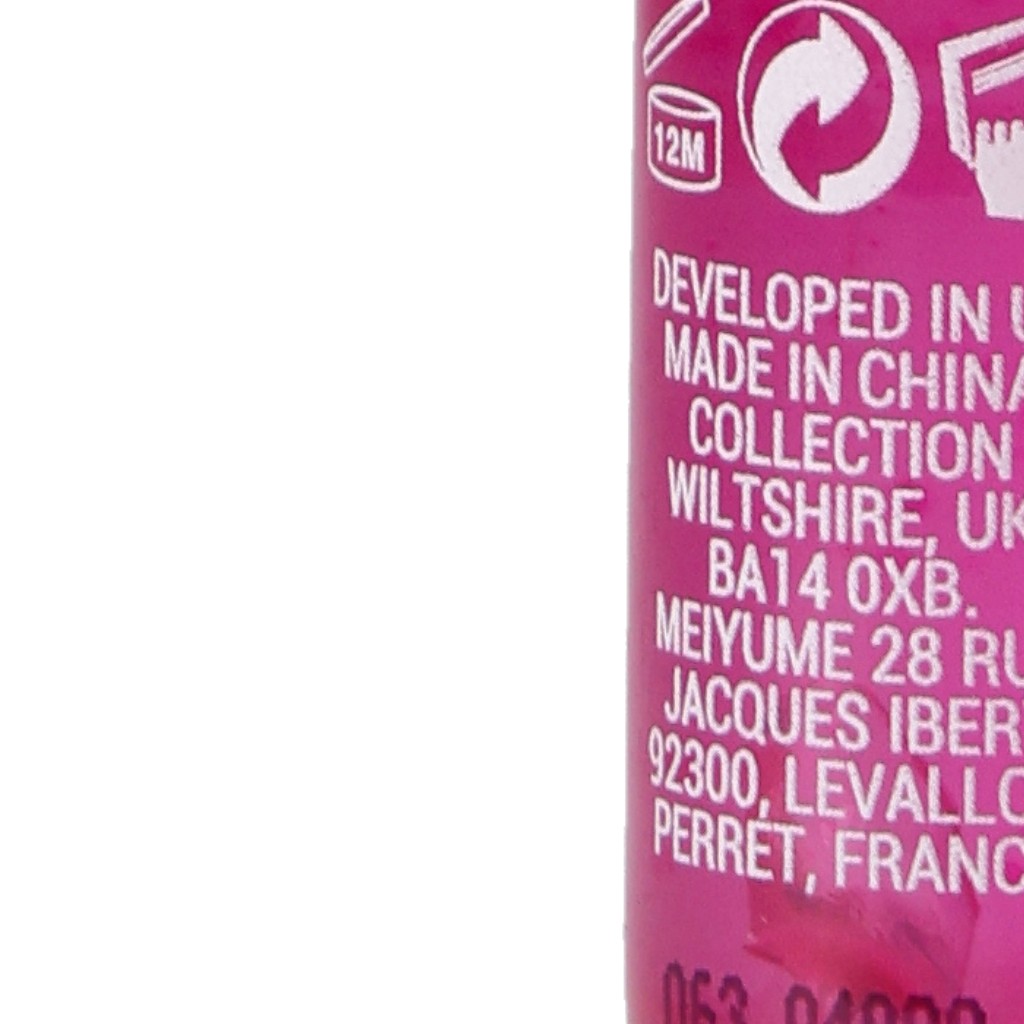 12M
DEVELOPED IN
MADE IN CHINA
COLLECTION
WILTSHIRE, UK
BA14 0XB.
MEIYUME 28 RU
JACQUES IBER
92300, LEVALLO
PERRET, FRANC